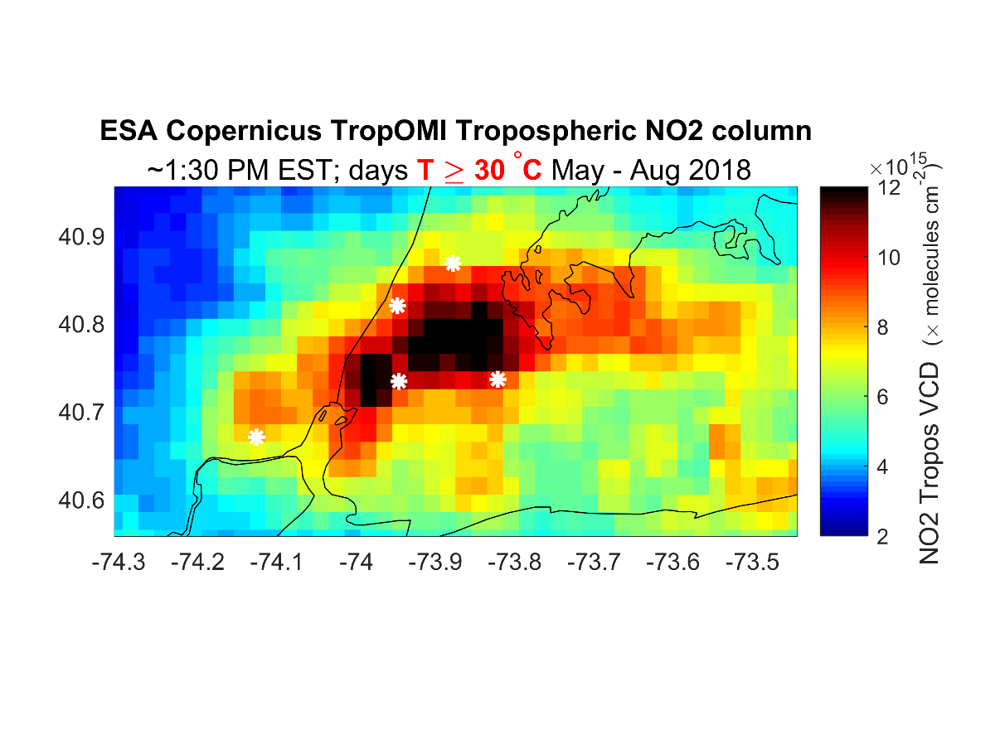 ESA Copernicus TropOMI Tropospheric NO2 column
~1:30 PM EST; days T ≥ 30 °C May - Aug 2018
×10^15
12
10
8
6
4
2
NO2 Tropos VCD (× molecules cm^-2)
40.9
40.8
40.7
40.6
-74.3 -74.2 -74.1 -74 -73.9 -73.8 -73.7 -73.6 -73.5